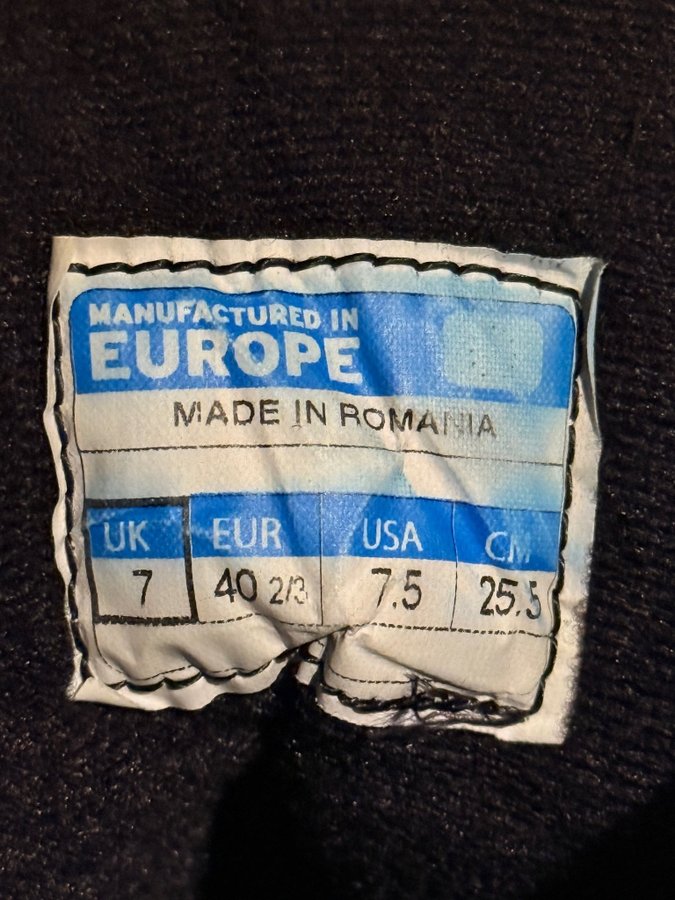 MANUFACTURED IN
EUROPE
MADE IN ROMANIA
UK EUR USA CM
7 40 2/3 7.5 25.5